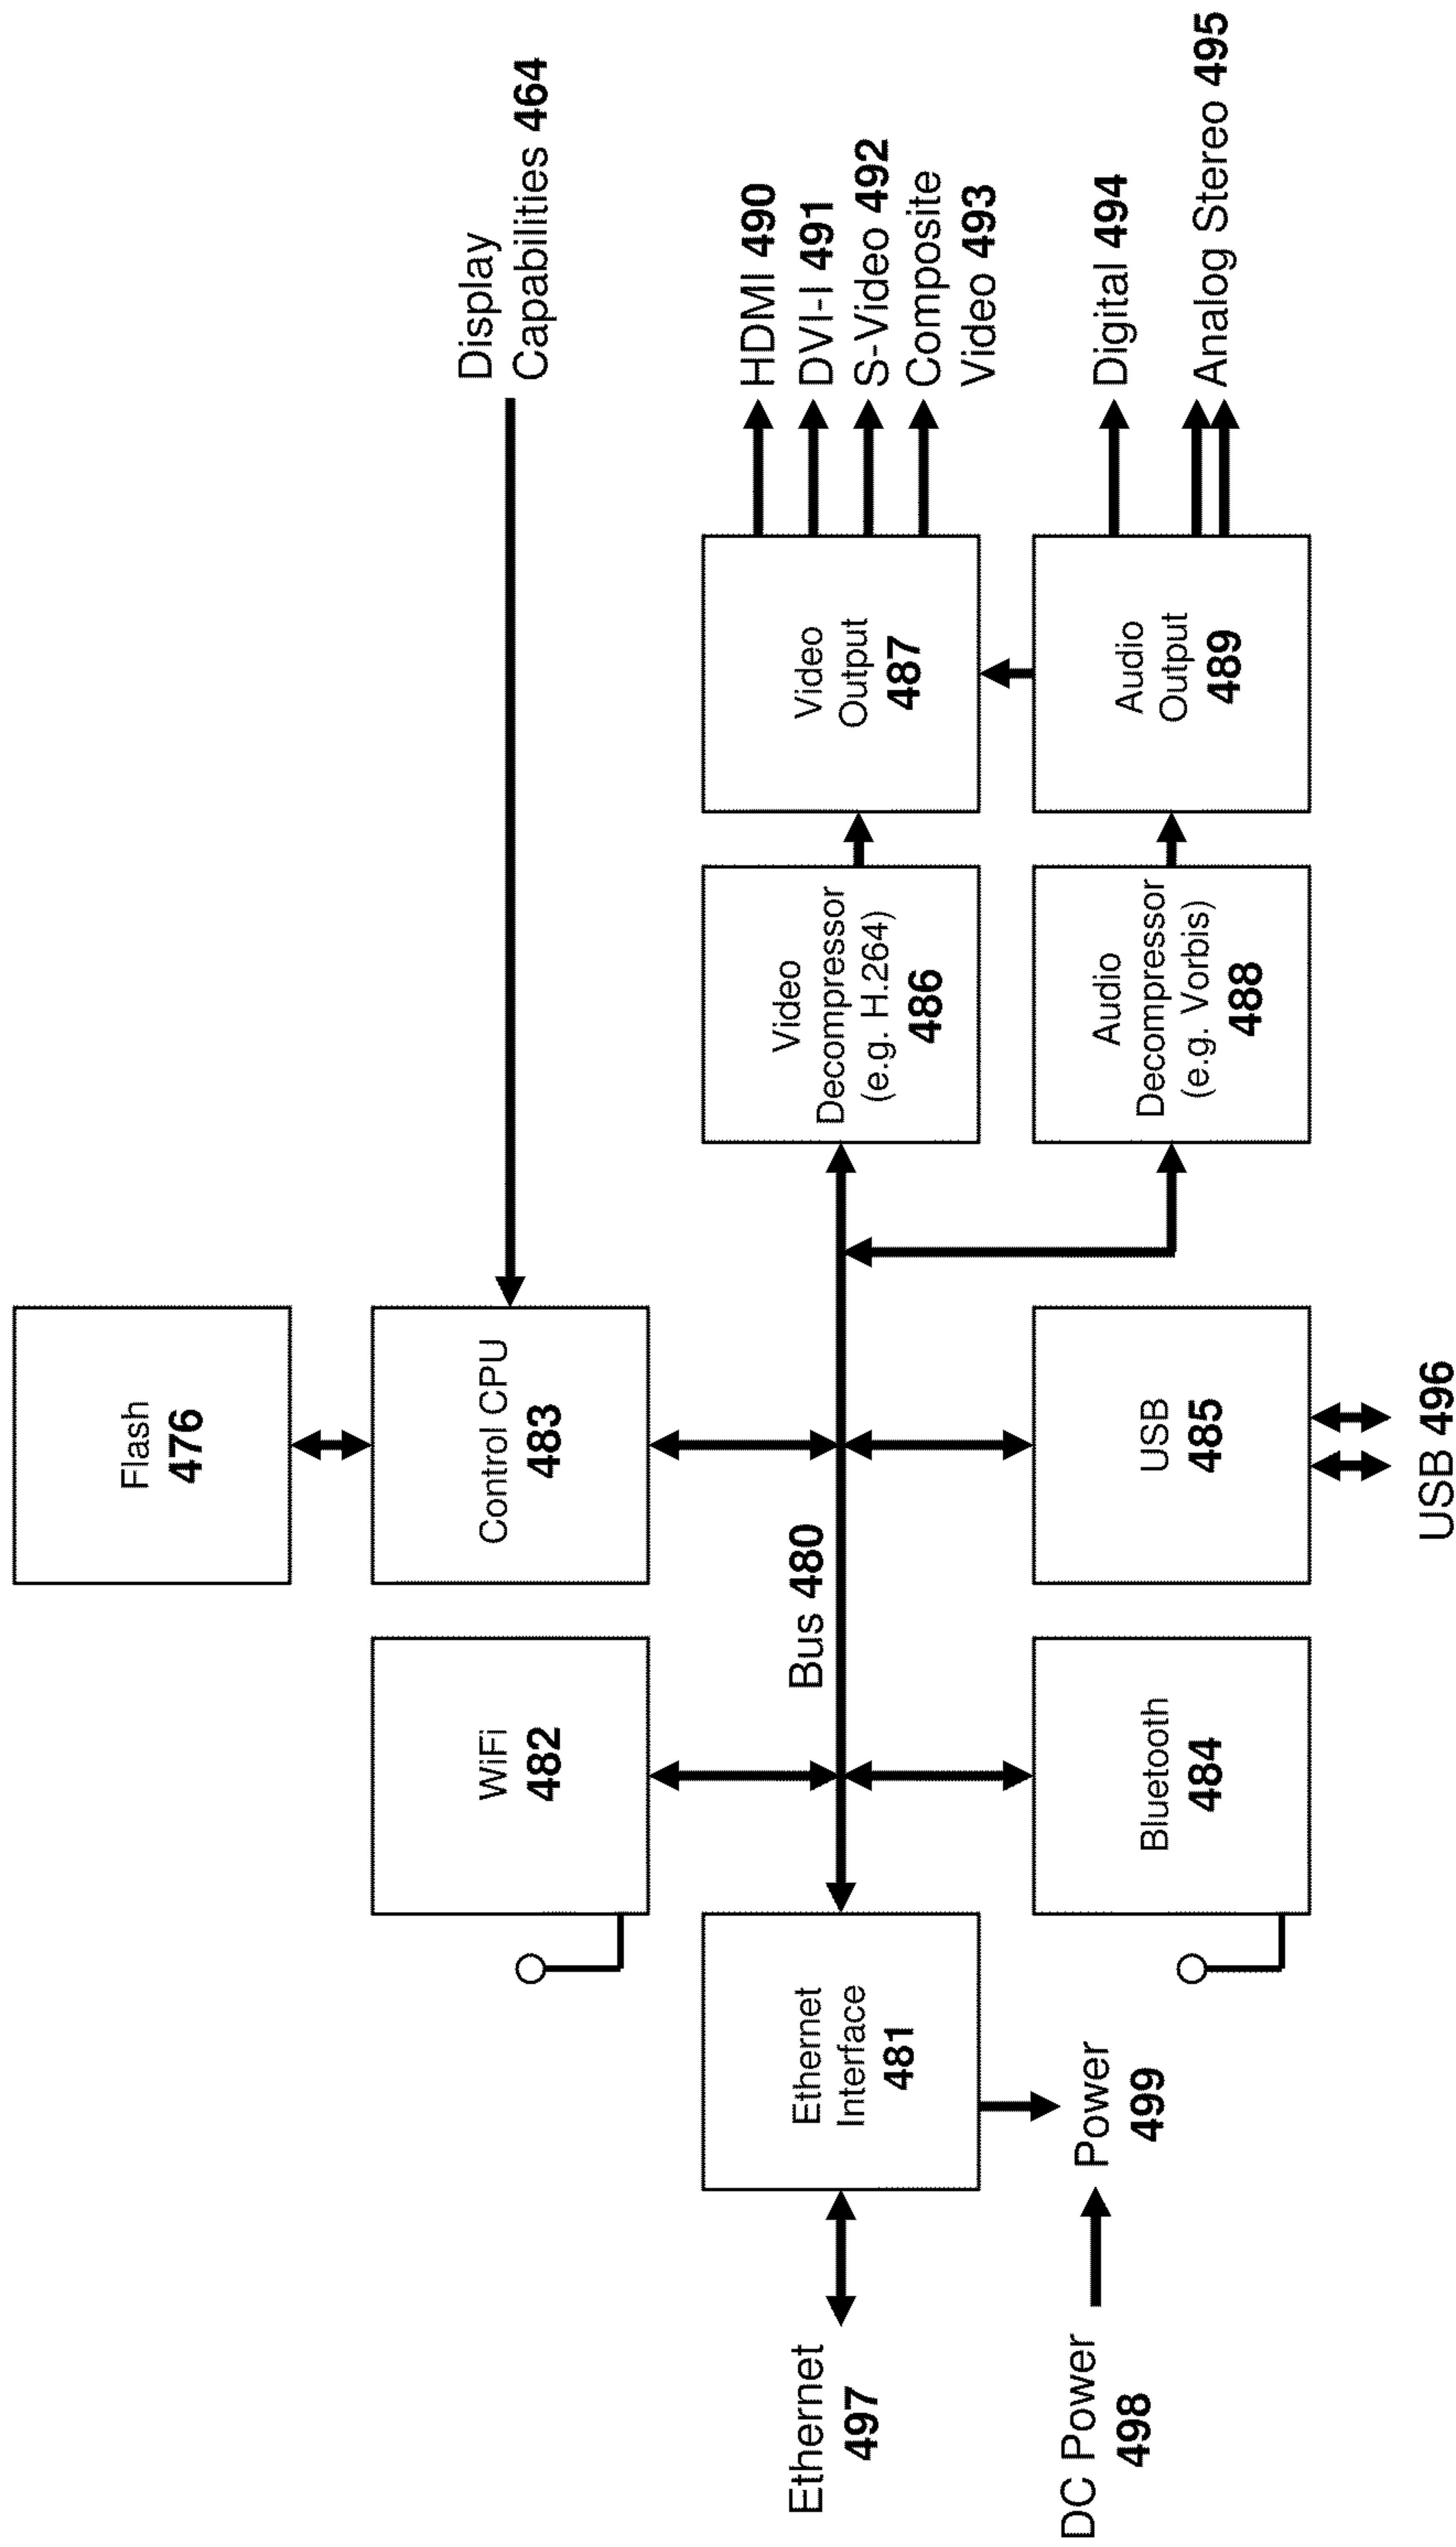 Flash
476
Display
Capabilities 464
WiFi
482
Control CPU
483
Ethernet
497
Ethernet
Interface
481
Bus 480
Video
Decompressor
(e.g. H.264)
486
Video
Output
487
HDMI 490
DVI-I 491
S-Video 492
Composite
Video 493
DC Power
498
Power
499
Bluetooth
484
USB
485
Audio
Decompressor
(e.g. Vorbis)
488
Audio
Output
489
Digital 494
Analog Stereo 495
USB 496